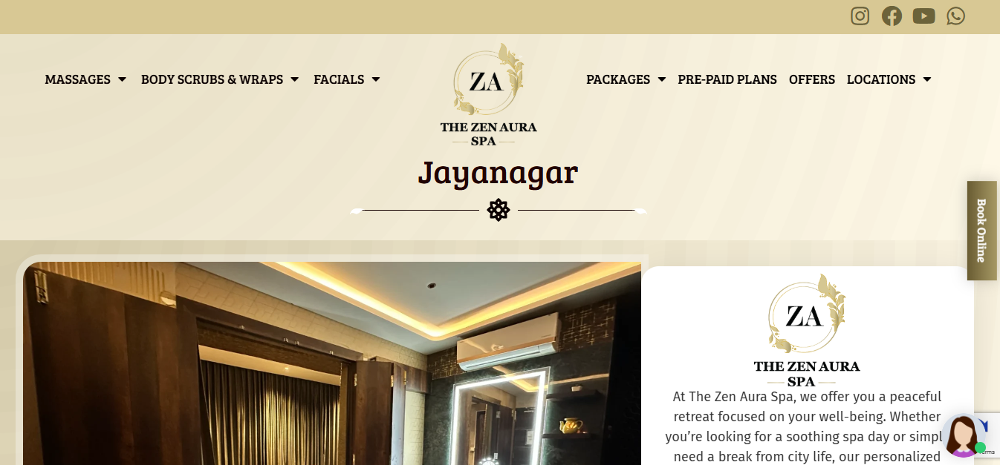 MASSAGES
BODY SCRUBS & WRAPS
FACIALS
ZA
THE ZEN AURA
SPA
PACKAGES
PRE-PAID PLANS
OFFERS
LOCATIONS
Jayanagar
Book Online
ZA
THE ZEN AURA
SPA
At The Zen Aura Spa, we offer you a peaceful
retreat focused on your well-being. Whether
you’re looking for a soothing spa day or simpl
need a break from city life, our personalized